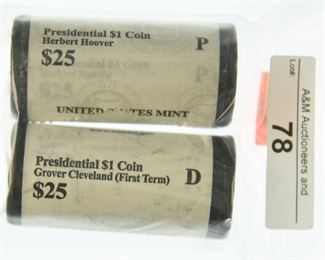 Presidential $1 Coin
Herbert Hoover
$25
P
UNITED STATES MINT
Presidential $1 Coin
Grover Cleveland (First Term)
$25
D
Lot#:
78
A&M Auctioneers and